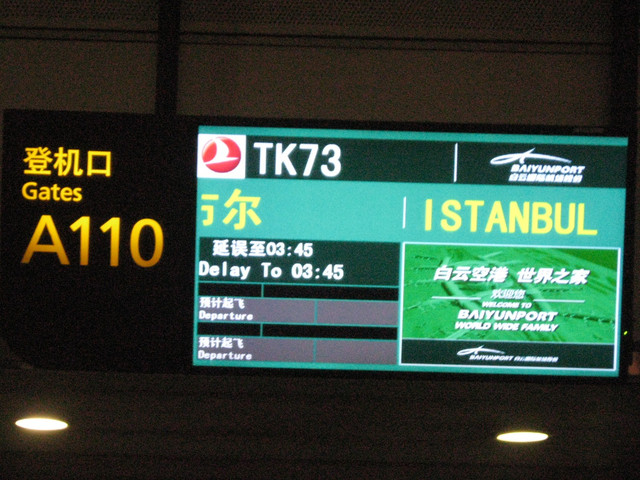 登机口
Gates
A110
TK73
BAIYUNPORT
尔
ISTANBUL
延误至03:45
Delay To 03:45
预计起飞
Departure
预计起飞
Departure
白云空港 世界之家
欢迎您
WELCOME TO
BAIYUNPORT
WORLD WIDE FAMILY
BAIYUNPORT